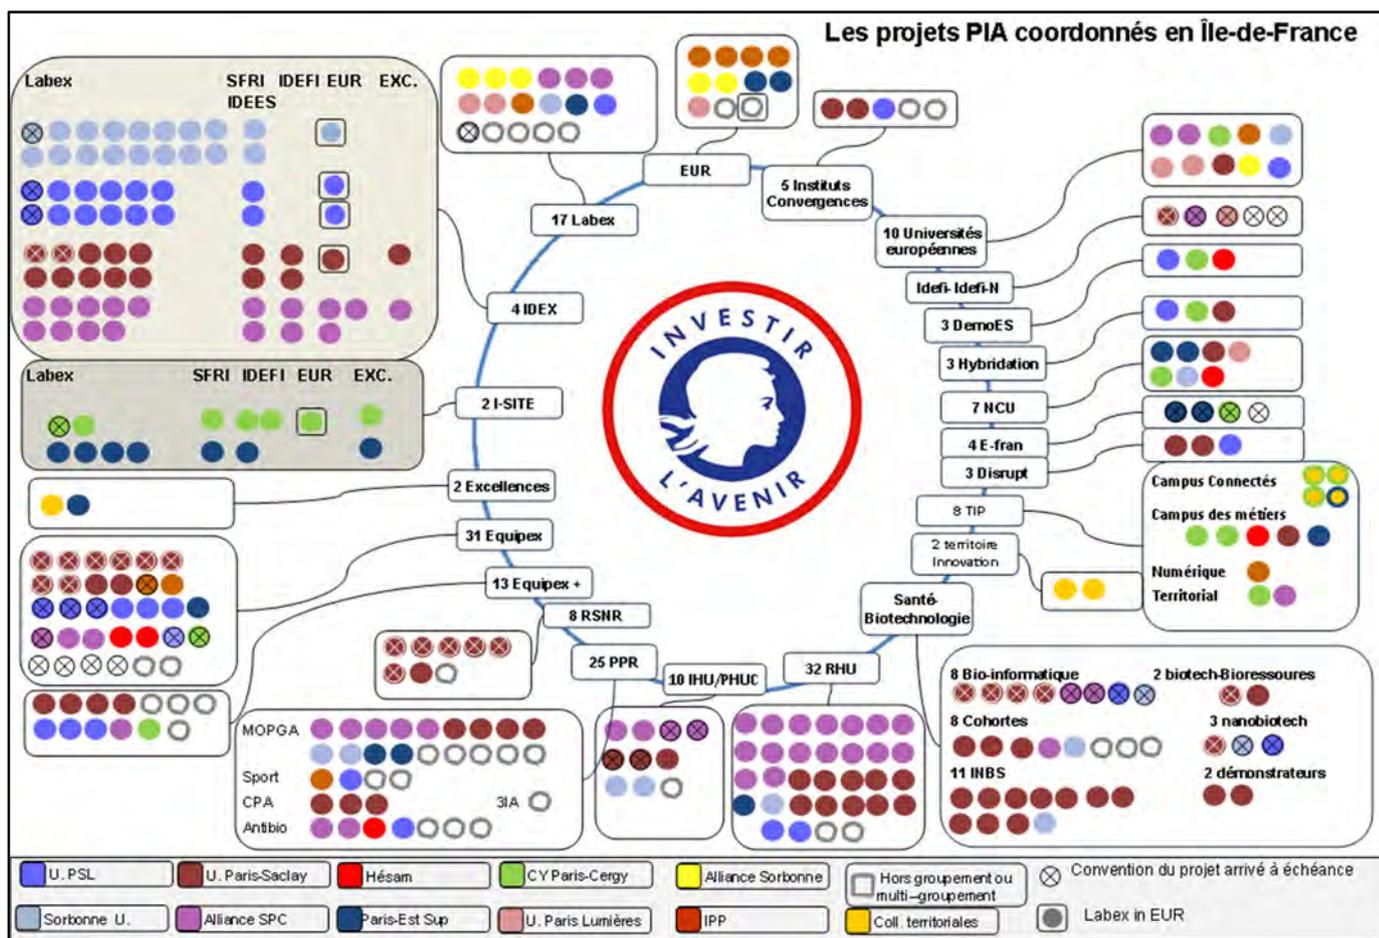 Les projets PIA coordonnés en Île-de-France
Labex SFRI IDEFI EUR EXC.
IDEES
Labex SFRI IDEFI EUR EXC.
EUR
5 Instituts
Convergences
17 Labex
10 Universités
européennes
Idefi- Idefi-N
4 IDEX
3 DemoES
3 Hybridation
2 I-SITE
7 NCU
4 E-fran
3 Disrupt
2 Excellences
8 TIP
31 Equipex
2 territoire
Innovation
13 Equipex +
Santé-
Biotechnologie
8 RSNR
25 PPR
10 IHU/PHUC
32 RHU
INVESTIR
L'AVENIR
Campus Connectés
Campus des métiers
Numérique
Territorial
MOPGA
Sport
CPA
3IA
Antibio
8 Bio-informatique
2 biotech-Bioressoures
8 Cohortes
3 nanobiotech
11 INBS
2 démonstrateurs
U. PSL
U. Paris-Saclay
Hésam
CY Paris-Cergy
Alliance Sorbonne
Hors groupement ou
multi-groupement
Convention du projet arrivé à échéance
Sorbonne U.
Alliance SPC
Paris-Est Sup
U. Paris Lumières
IPP
Coll. territoriales
Labex in EUR